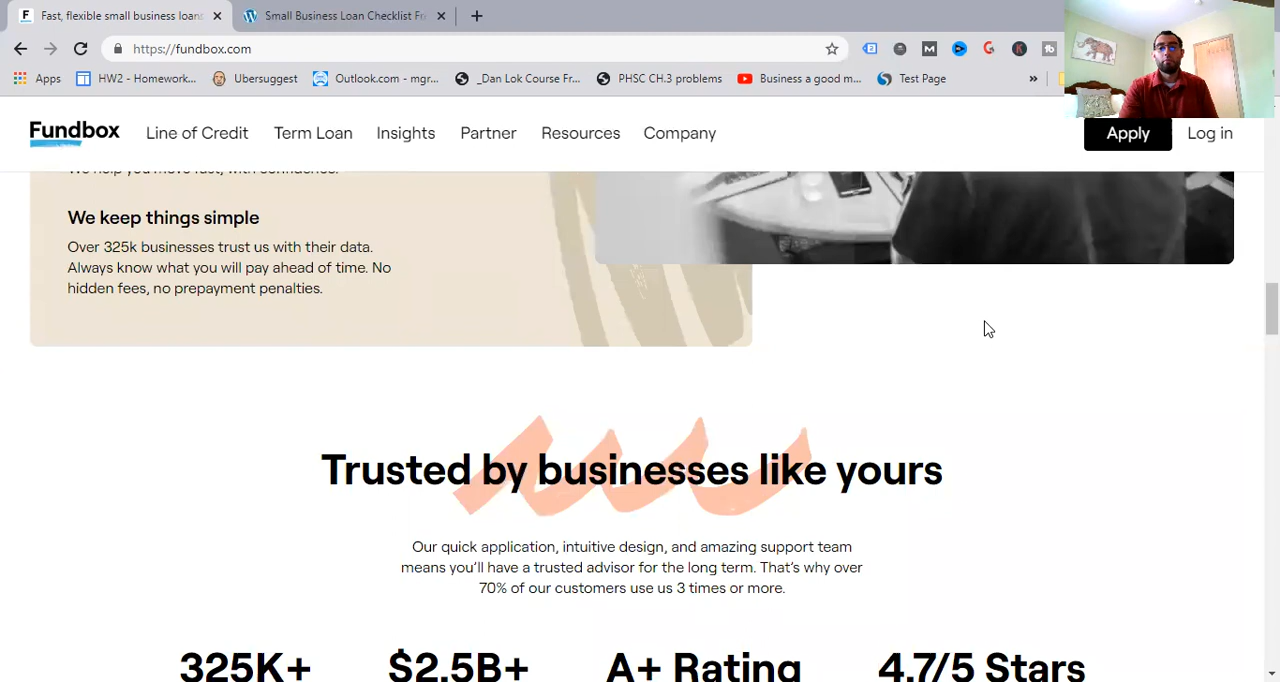 Fast, flexible small business loans
Small Business Loan Checklist Fr
https://fundbox.com
Apps
HW2 - Homework...
Ubersuggest
Outlook.com - mgr...
_Dan Lok Course Fr...
PHSC CH.3 problems
Business a good m...
Test Page
»
Fundbox
Line of Credit
Term Loan
Insights
Partner
Resources
Company
Apply
Log in
We help you move fast, with confidence.
We keep things simple
Over 325k businesses trust us with their data.
Always know what you will pay ahead of time. No
hidden fees, no prepayment penalties.
Trusted by businesses like yours
Our quick application, intuitive design, and amazing support team
means you'll have a trusted advisor for the long term. That's why over
70% of our customers use us 3 times or more.
325K+
$2.5B+
A+ Rating
4.7/5 Stars